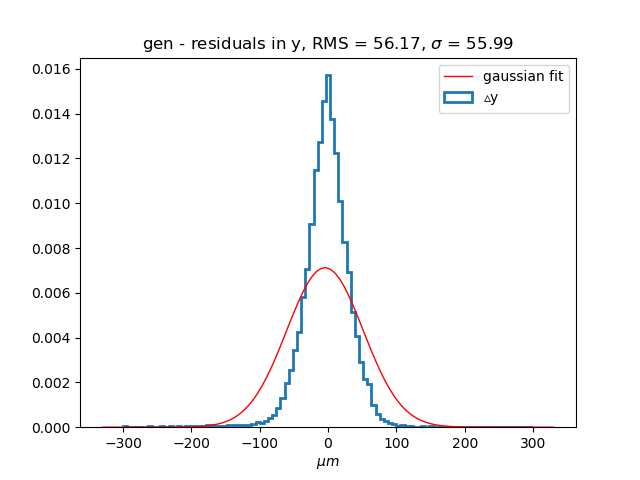 gen - residuals in y, RMS = 56.17, σ = 55.99
gaussian fit
▵y
0.016
0.014
0.012
0.010
0.008
0.006
0.004
0.002
0.000
−300 −200 −100 0 100 200 300
μm